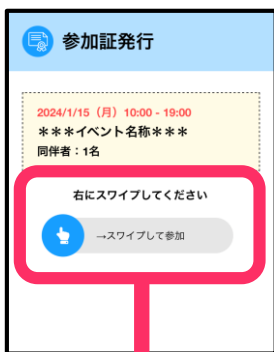 参加証発行
2024/1/15（月）10:00 - 19:00
＊＊＊イベント名称＊＊＊
同伴者：1名
右にスワイプしてください
→スワイプして参加